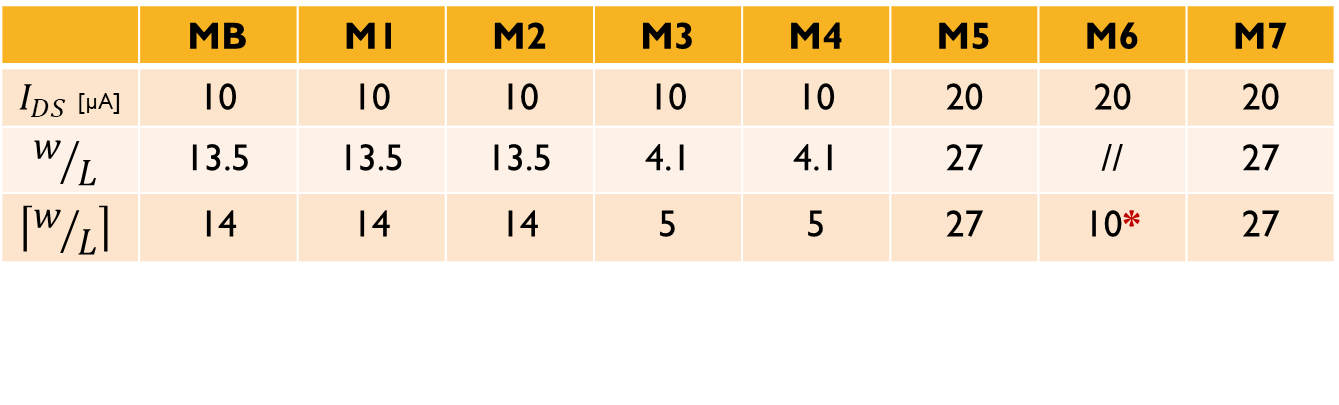 MB M1 M2 M3 M4 M5 M6 M7
I_DS [μA] 10 10 10 10 10 20 20 20
W/L 13.5 13.5 13.5 4.1 4.1 27 // 27
⌈W/L⌉ 14 14 14 5 5 27 10* 27